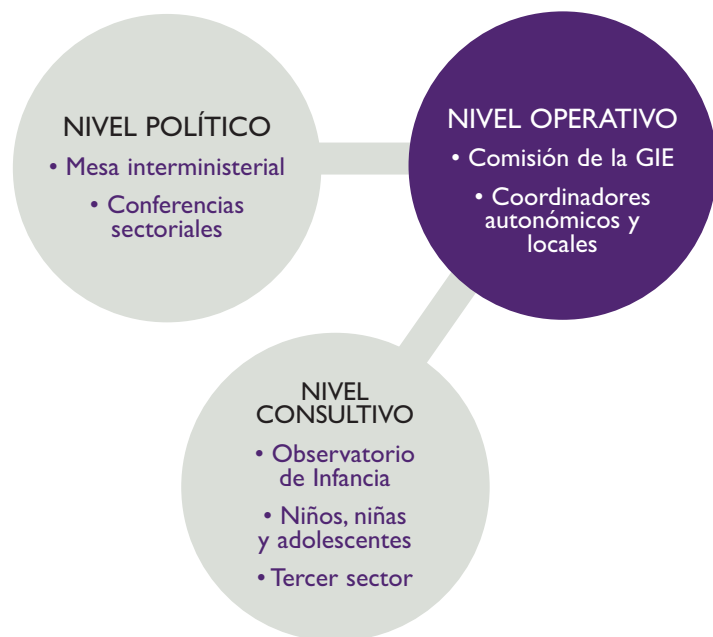 NIVEL POLÍTICO
• Mesa interministerial
• Conferencias
sectoriales
NIVEL OPERATIVO
• Comisión de la GIE
• Coordinadores
autonómicos y
locales
NIVEL
CONSULTIVO
• Observatorio
de Infancia
• Niños, niñas
y adolescentes
• Tercer sector